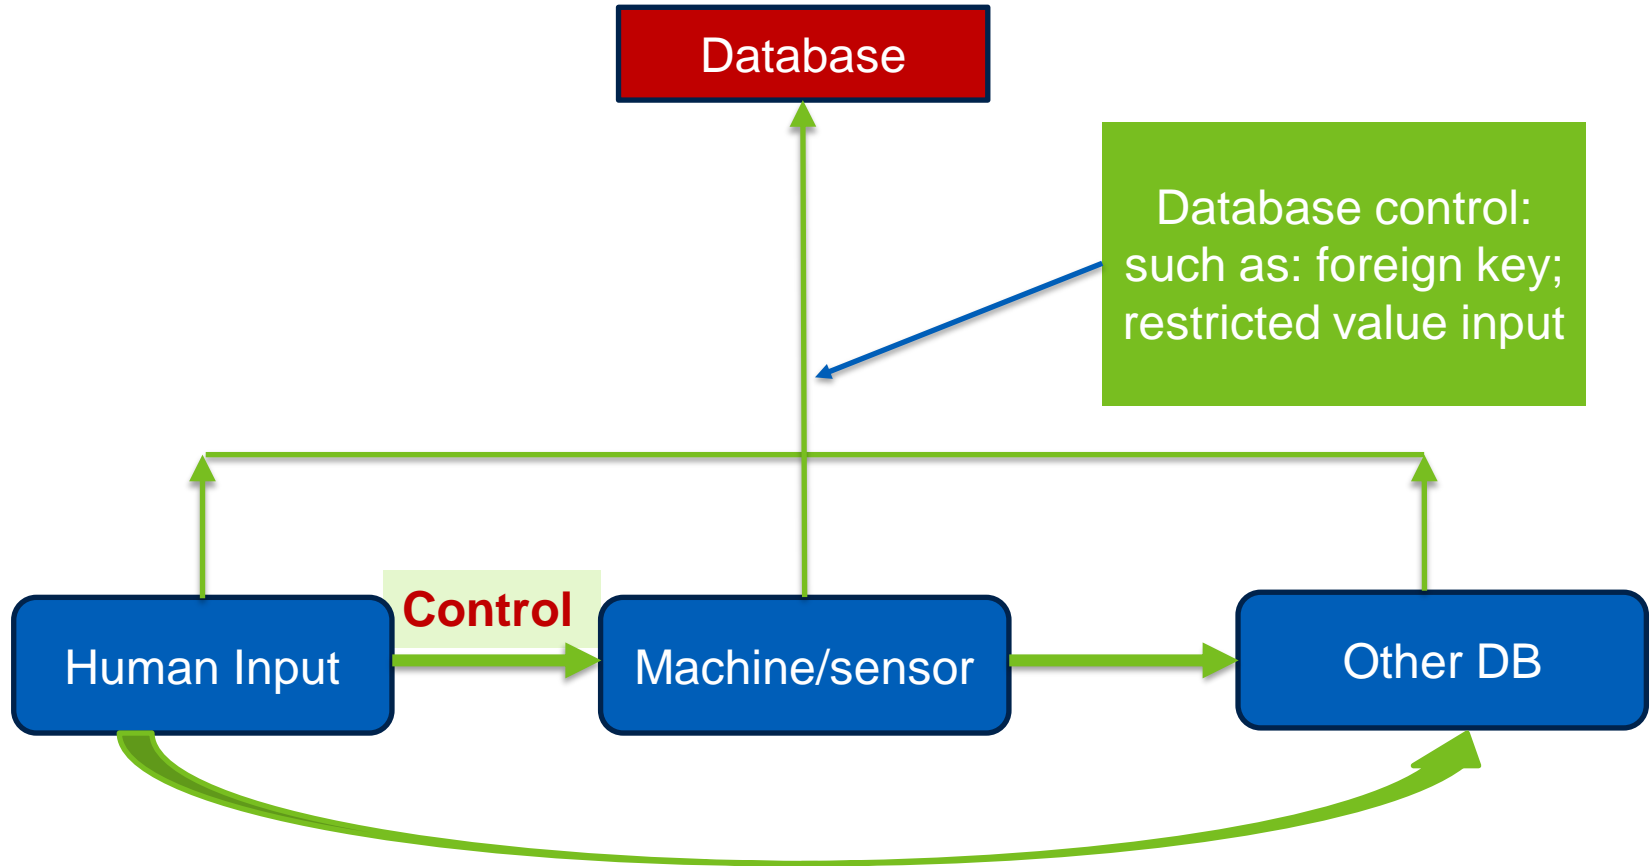 Database
Database control:
such as: foreign key;
restricted value input
Control
Human Input
Machine/sensor
Other DB